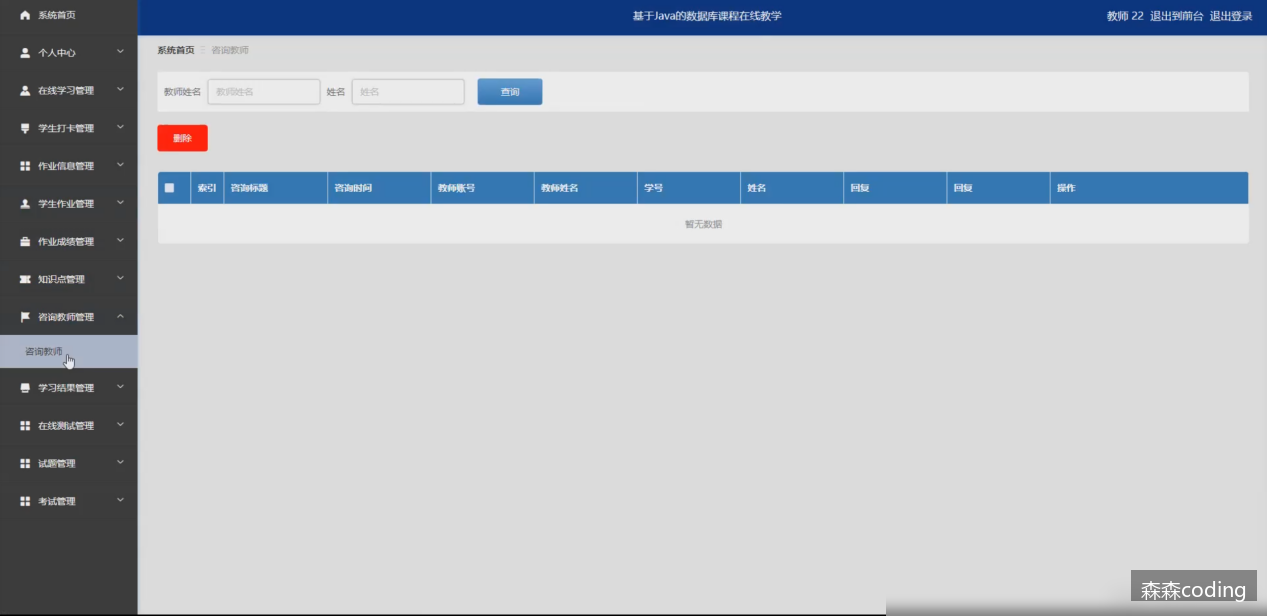 系统首页
基于Java的数据库课程在线教学
教师 22 退出到前台 退出登录
个人中心
在线学习管理
学生打卡管理
作业信息管理
学生作业管理
作业成绩管理
知识点管理
咨询教师管理
咨询教师
学习结果管理
在线测试管理
试题管理
考试管理
系统首页 咨询教师
教师姓名 教师姓名 姓名 姓名 查询
删除
索引 咨询标题 咨询时间 教师账号 教师姓名 学号 姓名 回复 回复 操作
暂无数据
森森coding